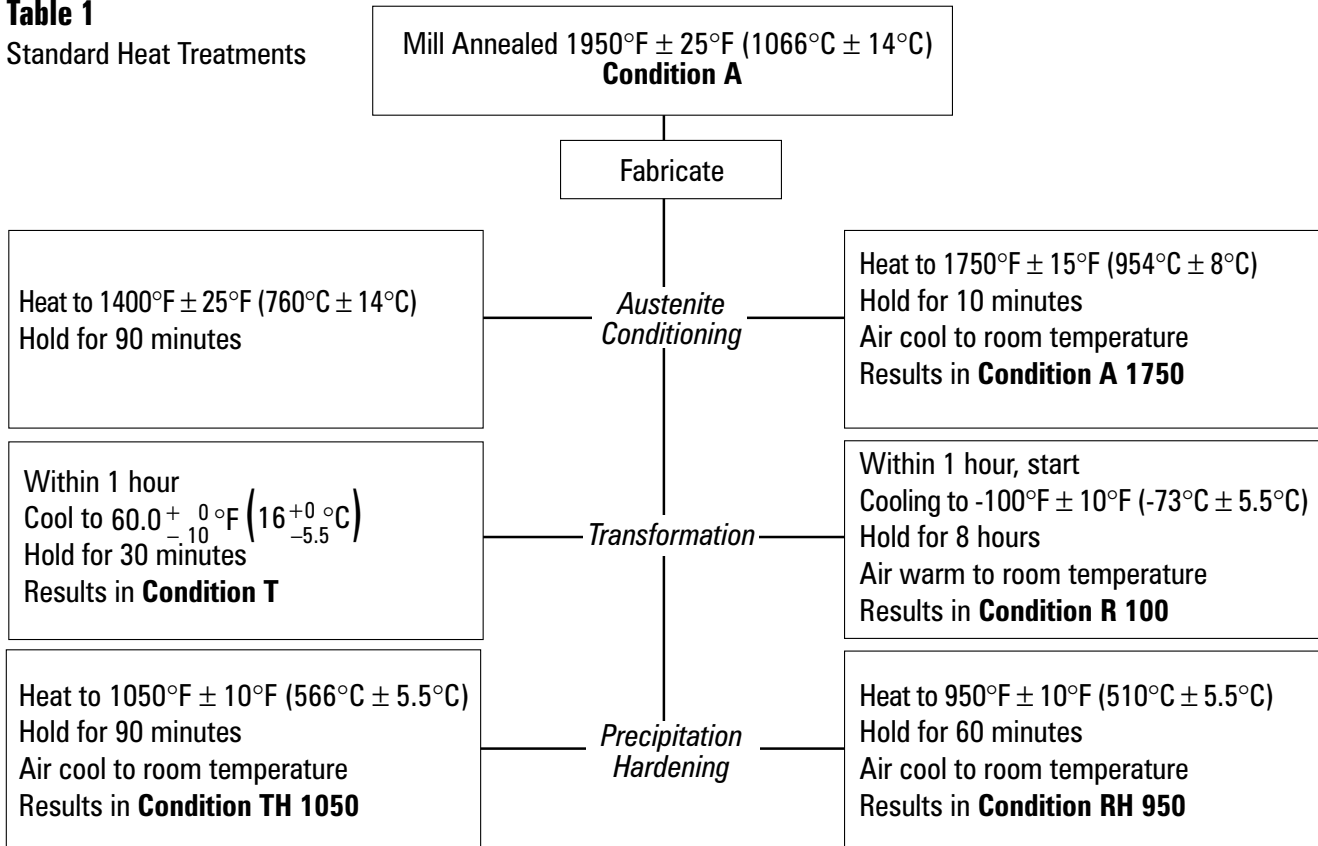 Table 1
Standard Heat Treatments
Mill Annealed 1950°F ± 25°F (1066°C ± 14°C)
Condition A
Fabricate
Heat to 1400°F ± 25°F (760°C ± 14°C)
Hold for 90 minutes
Austenite
Conditioning
Heat to 1750°F ± 15°F (954°C ± 8°C)
Hold for 10 minutes
Air cool to room temperature
Results in Condition A 1750
Within 1 hour
Cool to 60.0 + 0 – 10 °F (16 +0 –5.5 °C)
Hold for 30 minutes
Results in Condition T
Transformation
Within 1 hour, start
Cooling to -100°F ± 10°F (-73°C ± 5.5°C)
Hold for 8 hours
Air warm to room temperature
Results in Condition R 100
Heat to 1050°F ± 10°F (566°C ± 5.5°C)
Hold for 90 minutes
Air cool to room temperature
Results in Condition TH 1050
Precipitation
Hardening
Heat to 950°F ± 10°F (510°C ± 5.5°C)
Hold for 60 minutes
Air cool to room temperature
Results in Condition RH 950